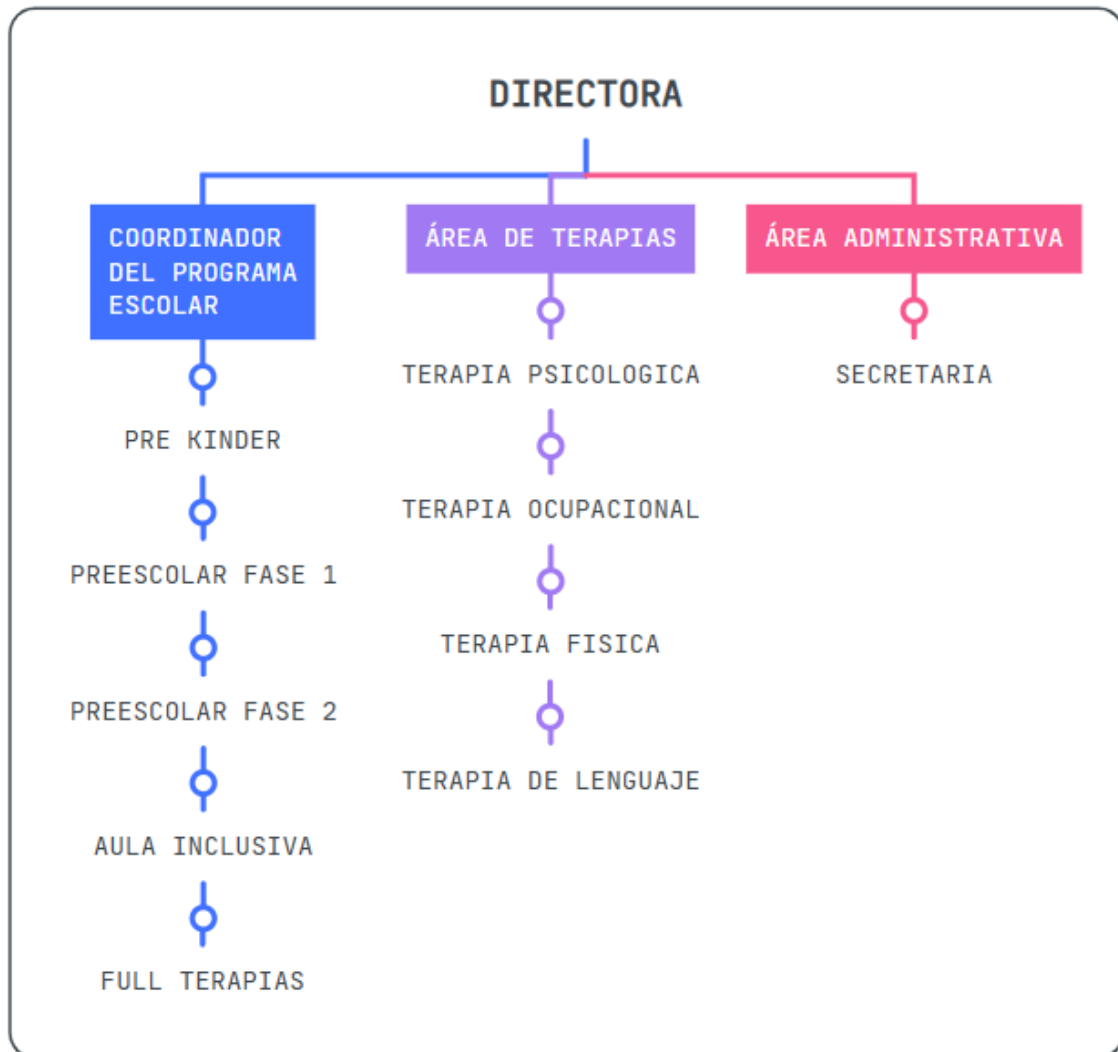 DIRECTORA
COORDINADOR
DEL PROGRAMA
ESCOLAR
PRE KINDER
PREESCOLAR FASE 1
PREESCOLAR FASE 2
AULA INCLUSIVA
FULL TERAPIAS
ÁREA DE TERAPIAS
TERAPIA PSICOLOGICA
TERAPIA OCUPACIONAL
TERAPIA FISICA
TERAPIA DE LENGUAJE
ÁREA ADMINISTRATIVA
SECRETARIA